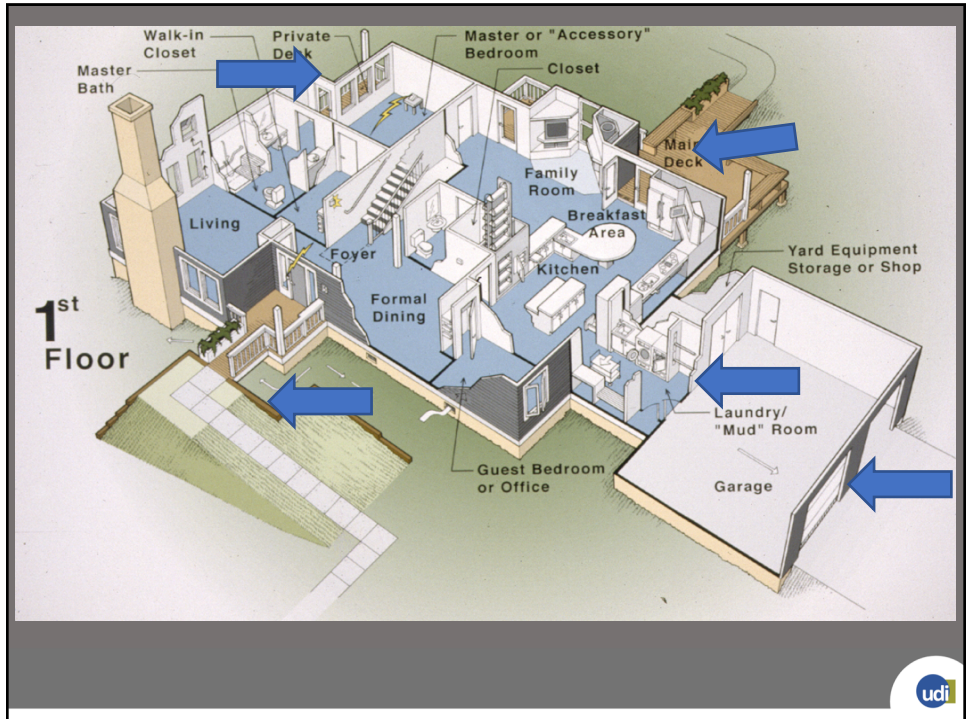 Walk-in
Closet
Private
Deck
Master or "Accessory"
Bedroom
Master
Bath
Closet
Main
Deck
Family
Room
Living
Breakfast
Area
Foyer
Kitchen
Yard Equipment
Storage or Shop
Formal
Dining
1st
Floor
Laundry/
"Mud" Room
Guest Bedroom
or Office
Garage
udi